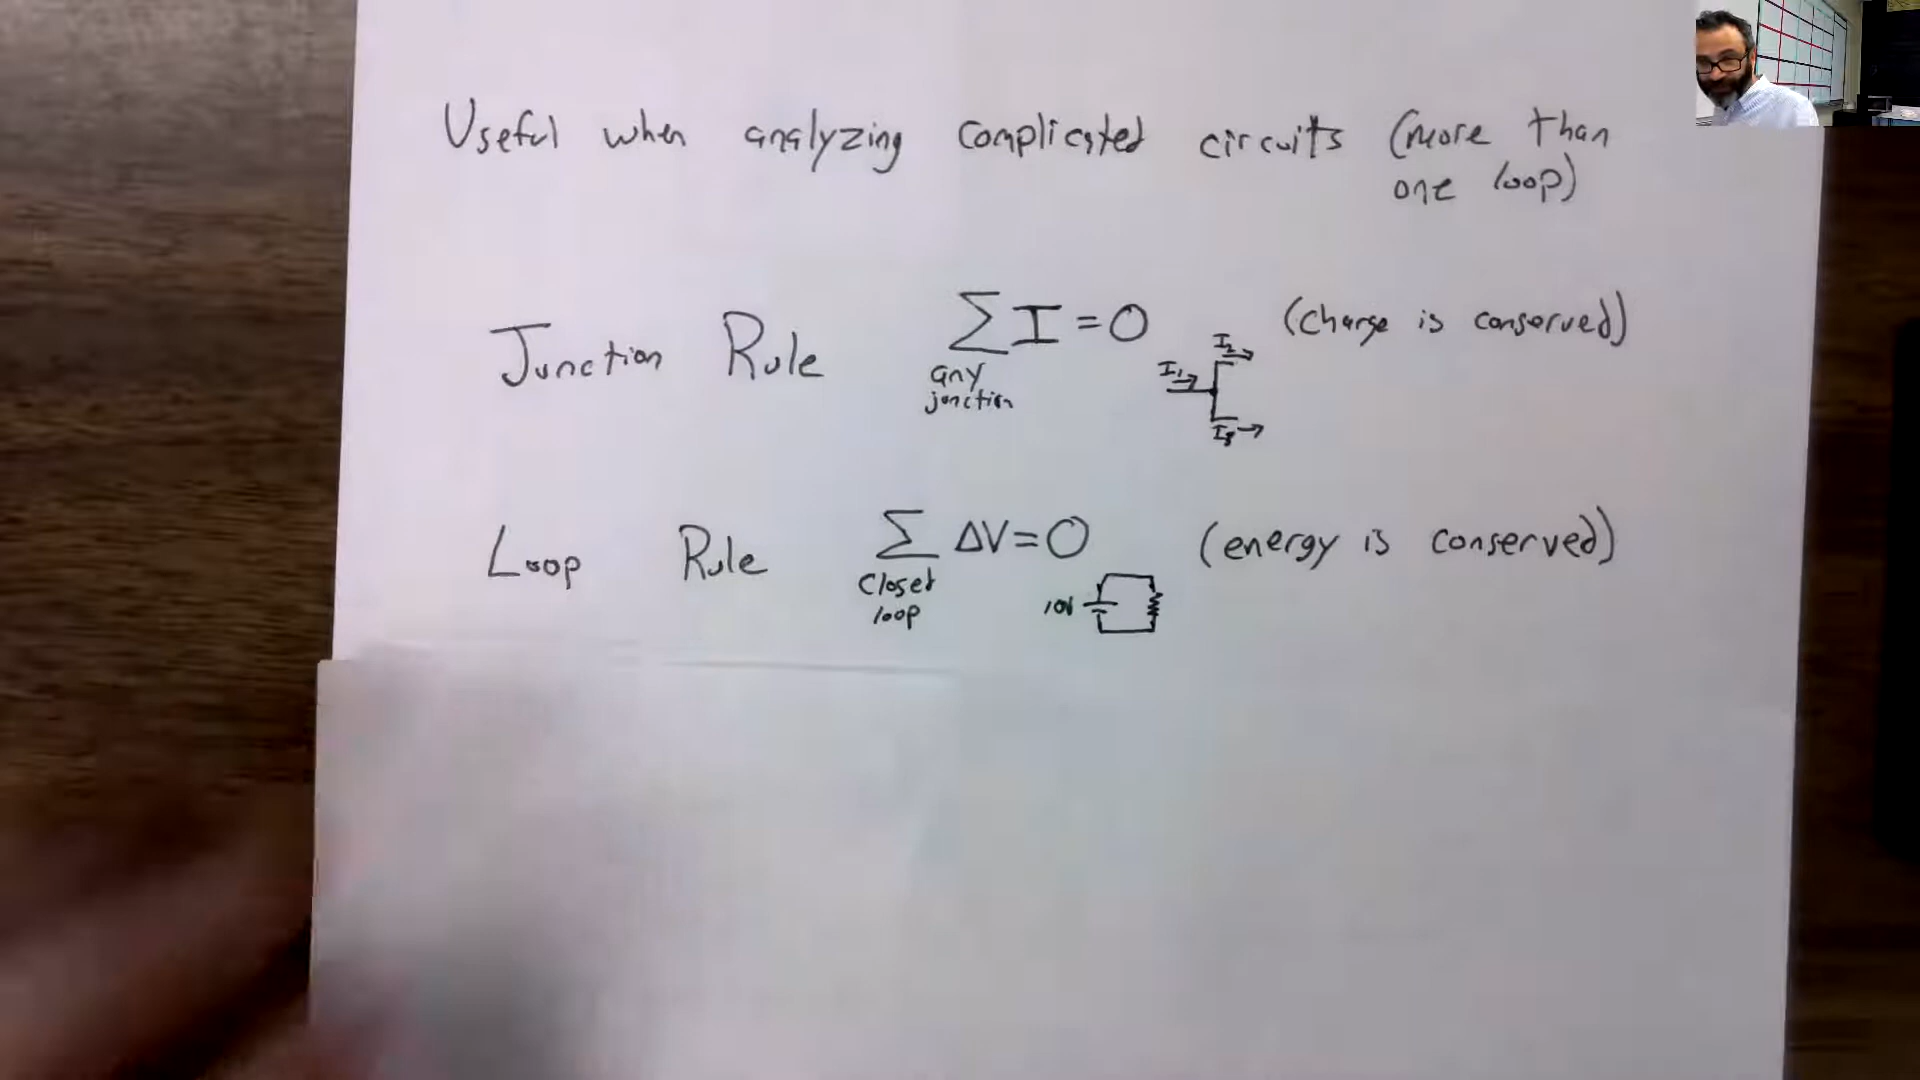 Useful when analyzing complicated circuits (more than
one loop)
Junction Rule ∑ I = 0 (charge is conserved)
any
junction
I₂
I₁
I₃
Loop Rule ∑ ΔV = 0 (energy is conserved)
Closed
loop
10V